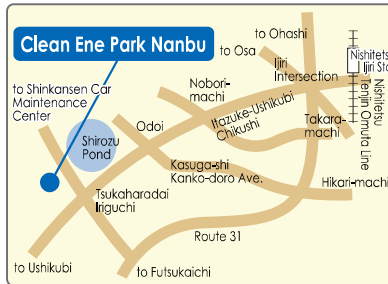 Clean Ene Park Nanbu
to Ohashi
to Osa
Ijiri
Intersection
Nishitetsu
Ijiri Sta
Nishitetsu
Tenjin Omuta Line
to Shinkansen Car
Maintenance
Center
Nobori-
machi
Itazuke-Ushikubi
Chikushi
Takara-
machi
Odoi
Shirozu
Pond
Kasuga-shi
Kanko-doro Ave.
Hikari-machi
Tsukaharadai
Iriguchi
Route 31
to Ushikubi
to Futsukaichi